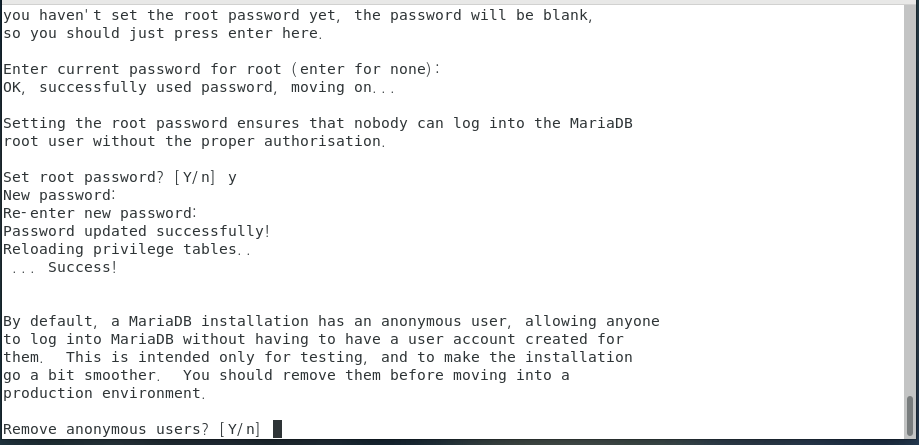 you haven't set the root password yet, the password will be blank,
so you should just press enter here.
Enter current password for root (enter for none):
OK, successfully used password, moving on...
Setting the root password ensures that nobody can log into the MariaDB
root user without the proper authorisation.
Set root password? [Y/n] y
New password:
Re-enter new password:
Password updated successfully!
Reloading privilege tables..
... Success!
By default, a MariaDB installation has an anonymous user, allowing anyone
to log into MariaDB without having to have a user account created for
them.  This is intended only for testing, and to make the installation
go a bit smoother.  You should remove them before moving into a
production environment.
Remove anonymous users? [Y/n]